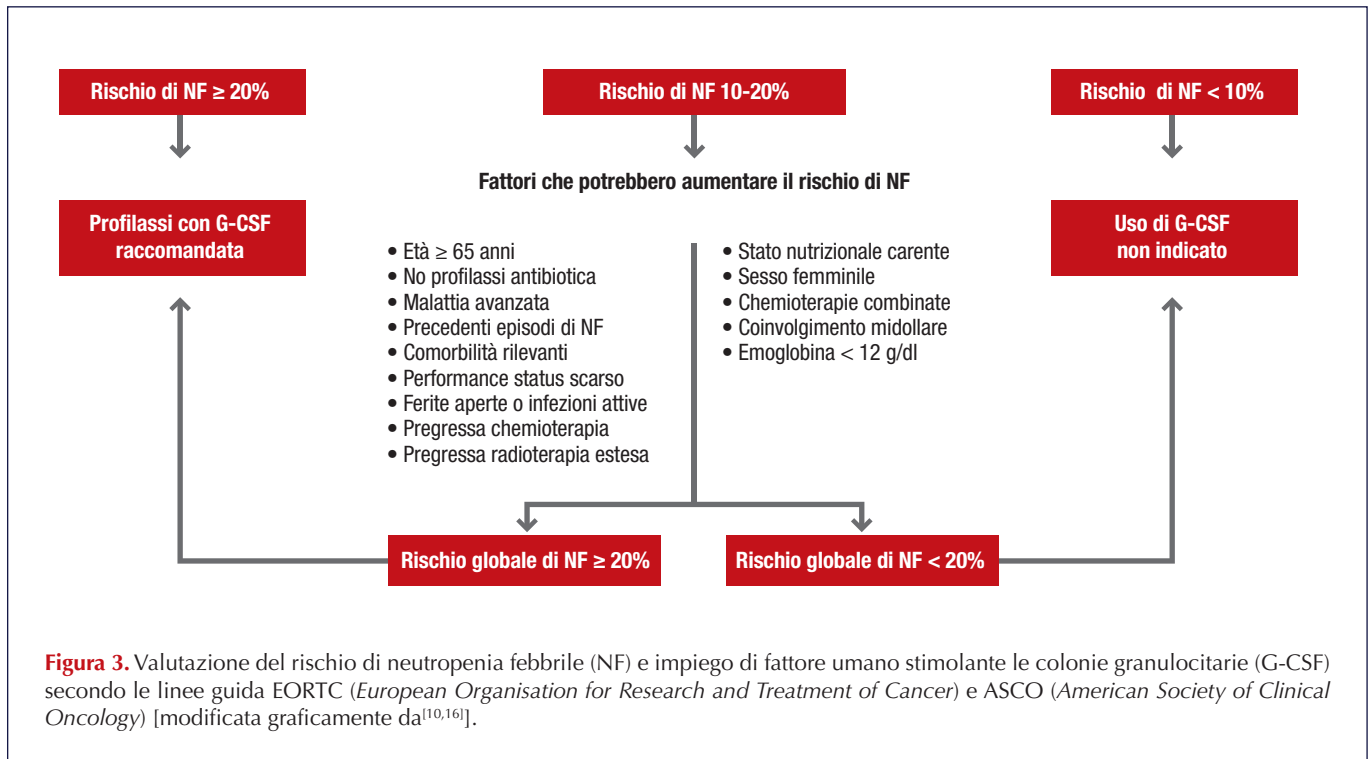 Rischio di NF ≥ 20%
Rischio di NF 10-20%
Rischio di NF < 10%
Fattori che potrebbero aumentare il rischio di NF
Profilassi con G-CSF
raccomandata
• Età ≥ 65 anni
• No profilassi antibiotica
• Malattia avanzata
• Precedenti episodi di NF
• Comorbilità rilevanti
• Performance status scarso
• Ferite aperte o infezioni attive
• Pregressa chemioterapia
• Pregressa radioterapia estesa
• Stato nutrizionale carente
• Sesso femminile
• Chemioterapie combinate
• Coinvolgimento midollare
• Emoglobina < 12 g/dl
Uso di G-CSF
non indicato
Rischio globale di NF ≥ 20%
Rischio globale di NF < 20%
Figura 3. Valutazione del rischio di neutropenia febbrile (NF) e impiego di fattore umano stimolante le colonie granulocitarie (G-CSF)
secondo le linee guida EORTC (European Organisation for Research and Treatment of Cancer) e ASCO (American Society of Clinical
Oncology) [modificata graficamente da[10,16]].